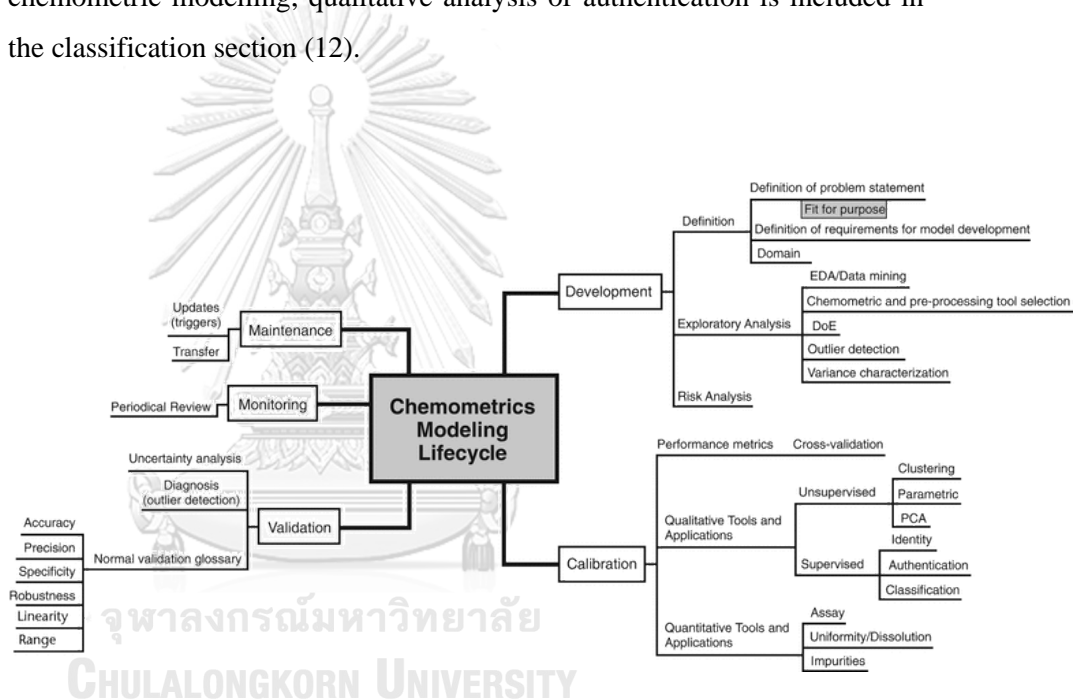 chemometric modelling, qualitative analysis or authentication is included in
the classification section (12).
Definition of problem statement
Fit for purpose
Definition
Definition of requirements for model development
Domain
Development
EDA/Data mining
Chemometric and pre-processing tool selection
Exploratory Analysis
DoE
Outlier detection
Variance characterization
Risk Analysis
Updates
(triggers)
Maintenance
Transfer
Periodical Review
Monitoring
Chemometrics
Modeling
Lifecycle
Uncertainty analysis
Diagnosis
(outlier detection)
Validation
Normal validation glossary
Accuracy
Precision
Specificity
Robustness
Linearity
Range
Performance metrics
Cross-validation
Calibration
Qualitative Tools and
Applications
Unsupervised
Clustering
Parametric
PCA
Supervised
Identity
Authentication
Classification
Quantitative Tools and
Applications
Assay
Uniformity/Dissolution
Impurities
จุฬาลงกรณ์มหาวิทยาลัย
CHULALONGKORN UNIVERSITY